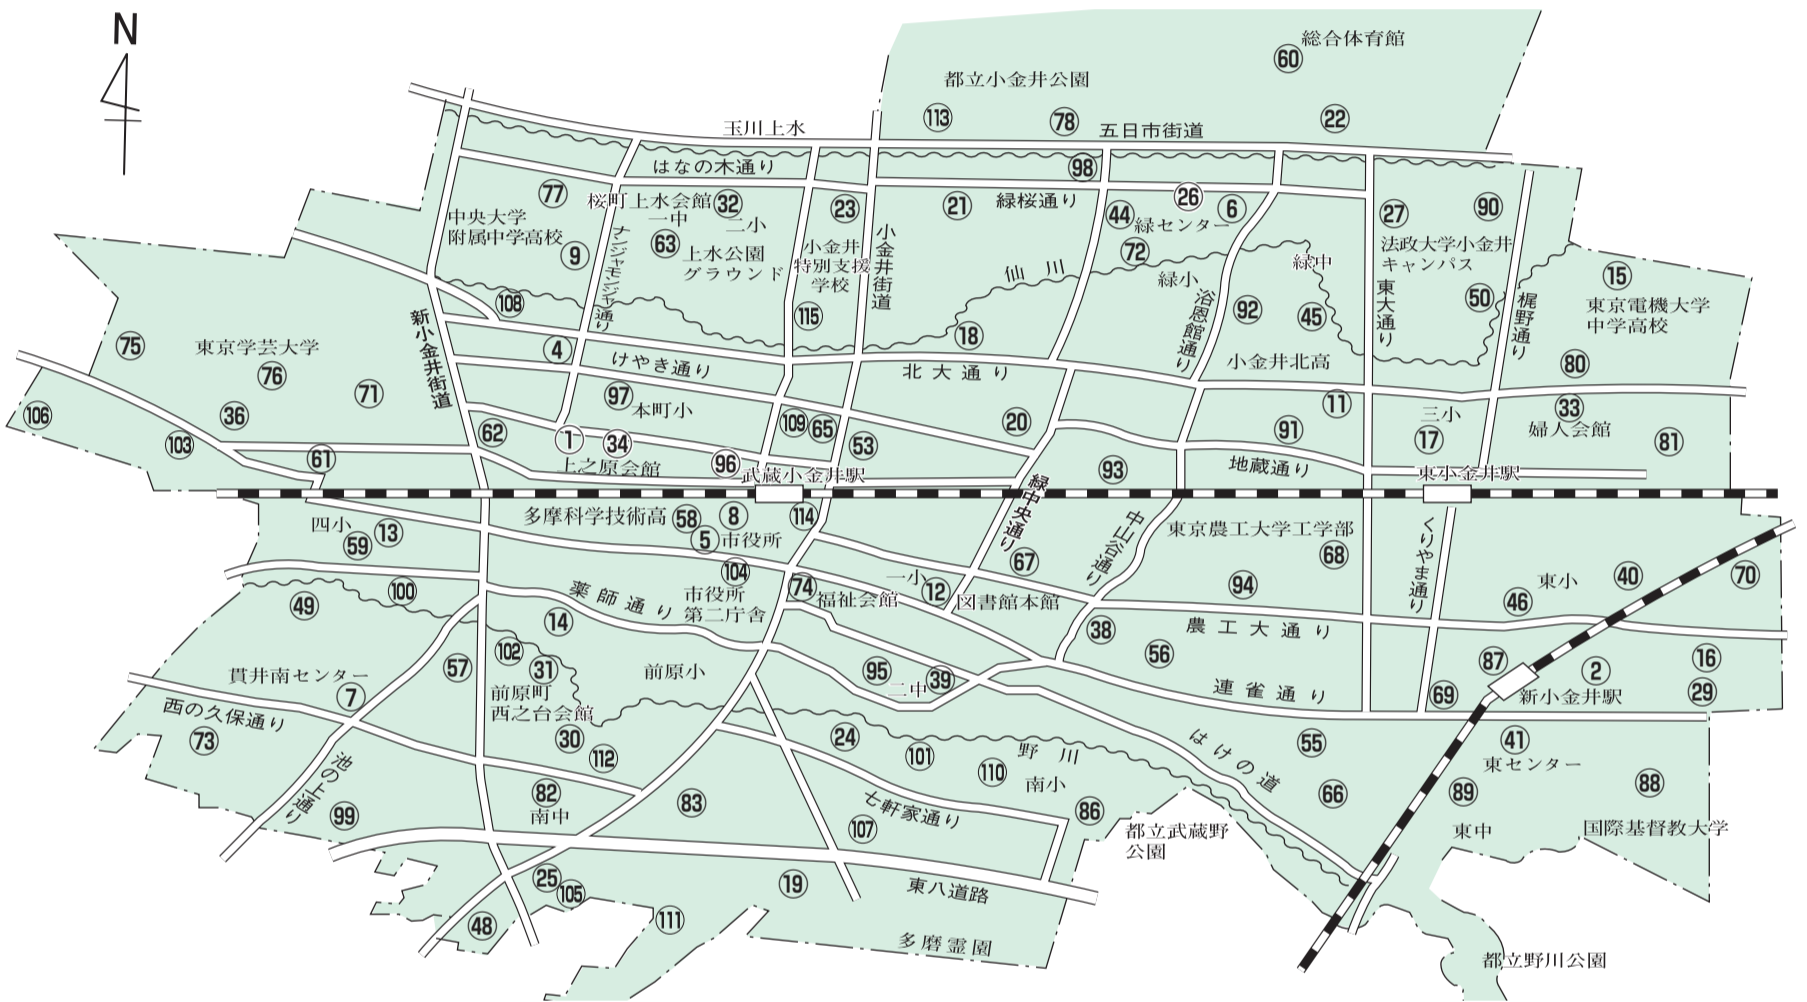 N
総合体育館
60
都立小金井公園
113
78
22
玉川上水
五日市街道
はなの木通り
98
77
桜町上水会館
32
23
21
緑桜通り
26
44
6
27
90
中央大学
附属中学高校
一中
二小
63
9
上水公園
グラウンド
ナンジャモンジャ通り
小金井
特別支援
学校
小金井街道
緑センター
72
仙川
緑小
緑中
法政大学小金井
キャンパス
50
15
東京電機大学
中学高校
108
115
18
浴恩館通り
92
45
東大通り
梶野通り
新小金井街道
75
東京学芸大学
76
71
4
けやき通り
北大通り
小金井北高
80
36
106
103
97
本町小
109
65
53
20
11
三小
17
33
婦人会館
81
61
62
1
34
上之原会館
96
武蔵小金井駅
93
91
地蔵通り
東小金井駅
四小
59
13
多摩科学技術高
58
8
114
5
市役所
緑中央通り
67
中山谷通り
東京農工大学工学部
68
くりやま通り
49
100
104
市役所
第二庁舎
74
福祉会館
一小
12
図書館本館
94
東小
46
40
70
薬師通り
14
38
56
農工大通り
102
31
57
貫井南センター
7
前原町
西之台会館
前原小
95
二中
39
連雀通り
69
87
2
新小金井駅
16
29
西の久保通り
73
30
112
24
101
野川
110
南小
はけの道
55
41
東センター
池の上通り
99
82
南中
83
七軒家通り
107
86
都立武蔵野
公園
66
89
88
東中
国際基督教大学
25
105
48
111
19
東八道路
多磨霊園
都立野川公園